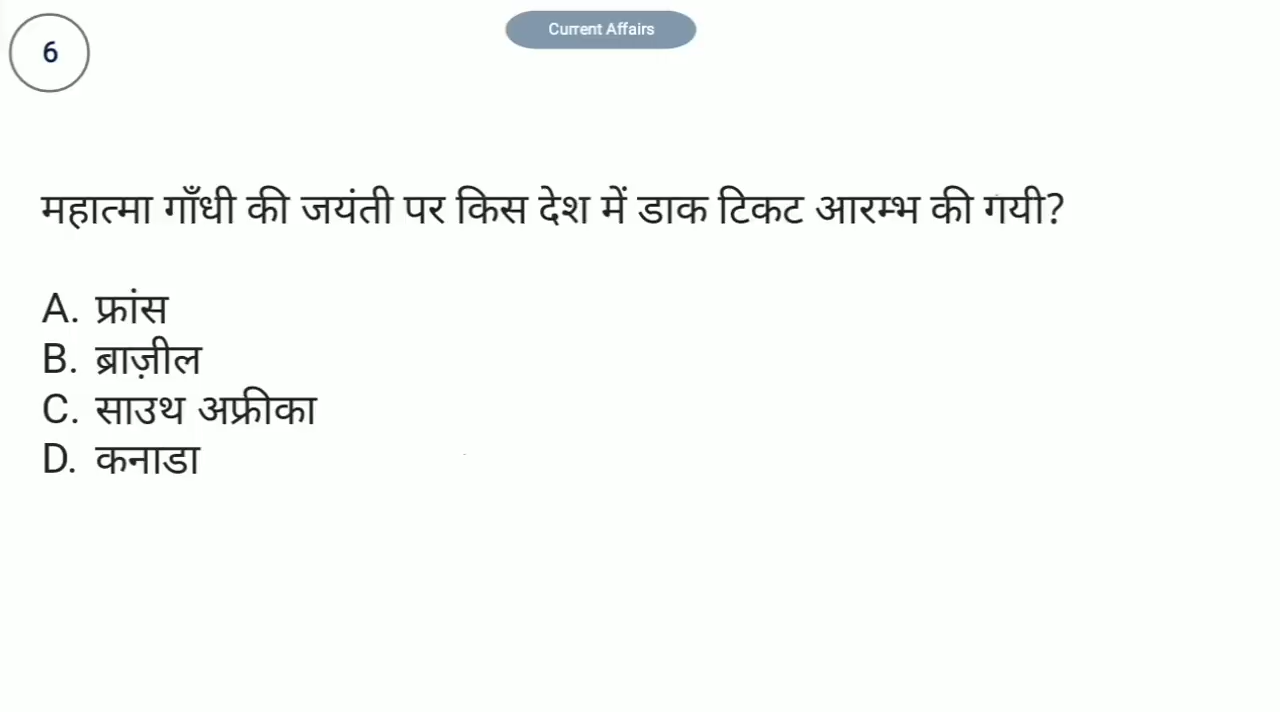 6
Current Affairs
महात्मा गाँधी की जयंती पर किस देश में डाक टिकट आरम्भ की गयी?
A. फ्रांस
B. ब्राज़ील
C. साउथ अफ्रीका
D. कनाडा